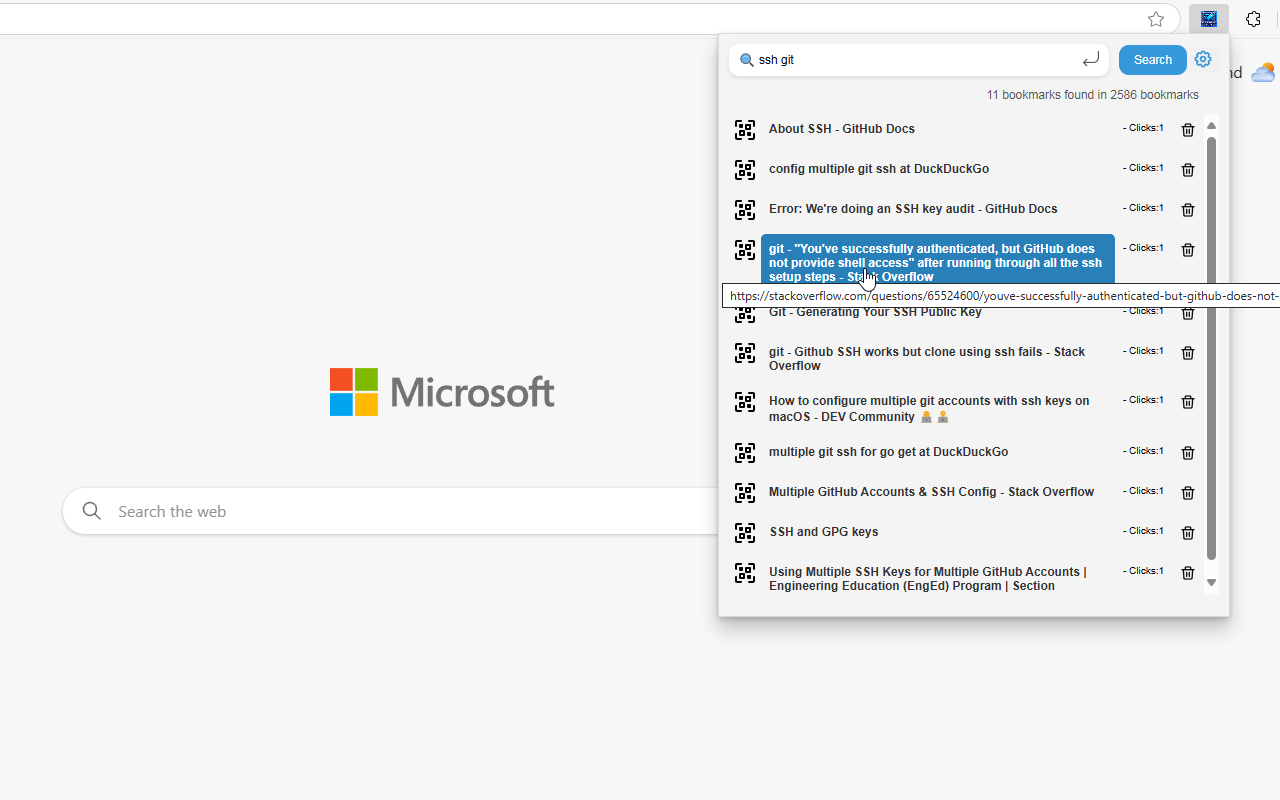 ssh git
Search
nd
11 bookmarks found in 2586 bookmarks
About SSH - GitHub Docs - Clicks:1
config multiple git ssh at DuckDuckGo - Clicks:1
Error: We're doing an SSH key audit - GitHub Docs - Clicks:1
git - "You've successfully authenticated, but GitHub does - Clicks:1
not provide shell access" after running through all the ssh
setup steps - Stack Overflow
https://stackoverflow.com/questions/65524600/youve-successfully-authenticated-but-github-does-not-
Git - Generating Your SSH Public Key - Clicks:1
git - Github SSH works but clone using ssh fails - Stack - Clicks:1
Overflow
How to configure multiple git accounts with ssh keys on - Clicks:1
macOS - DEV Community
multiple git ssh for go get at DuckDuckGo - Clicks:1
Multiple GitHub Accounts & SSH Config - Stack Overflow - Clicks:1
SSH and GPG keys - Clicks:1
Using Multiple SSH Keys for Multiple GitHub Accounts | - Clicks:1
Engineering Education (EngEd) Program | Section
Microsoft
Search the web